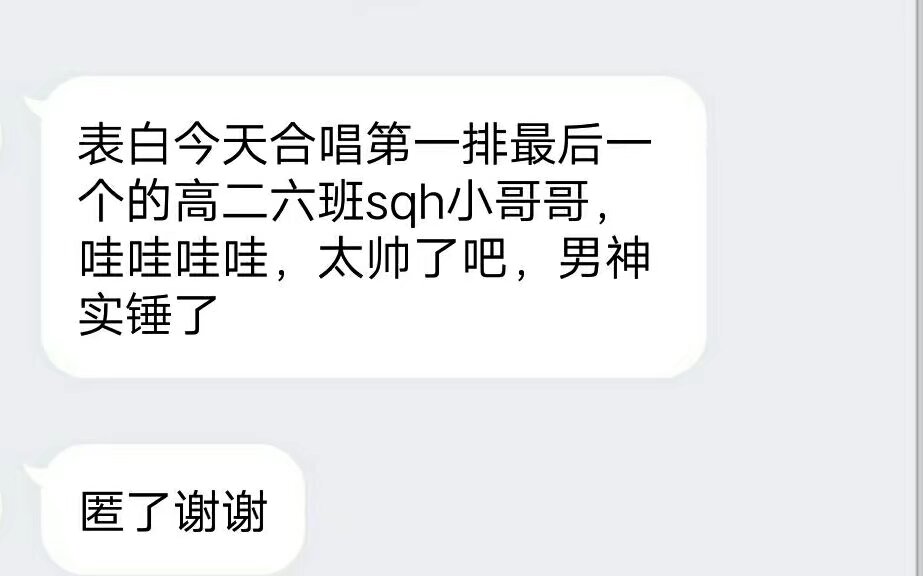 表白今天合唱第一排最后一
个的高二六班sqh小哥哥，
哇哇哇哇，太帅了吧，男神
实锤了
匿了谢谢